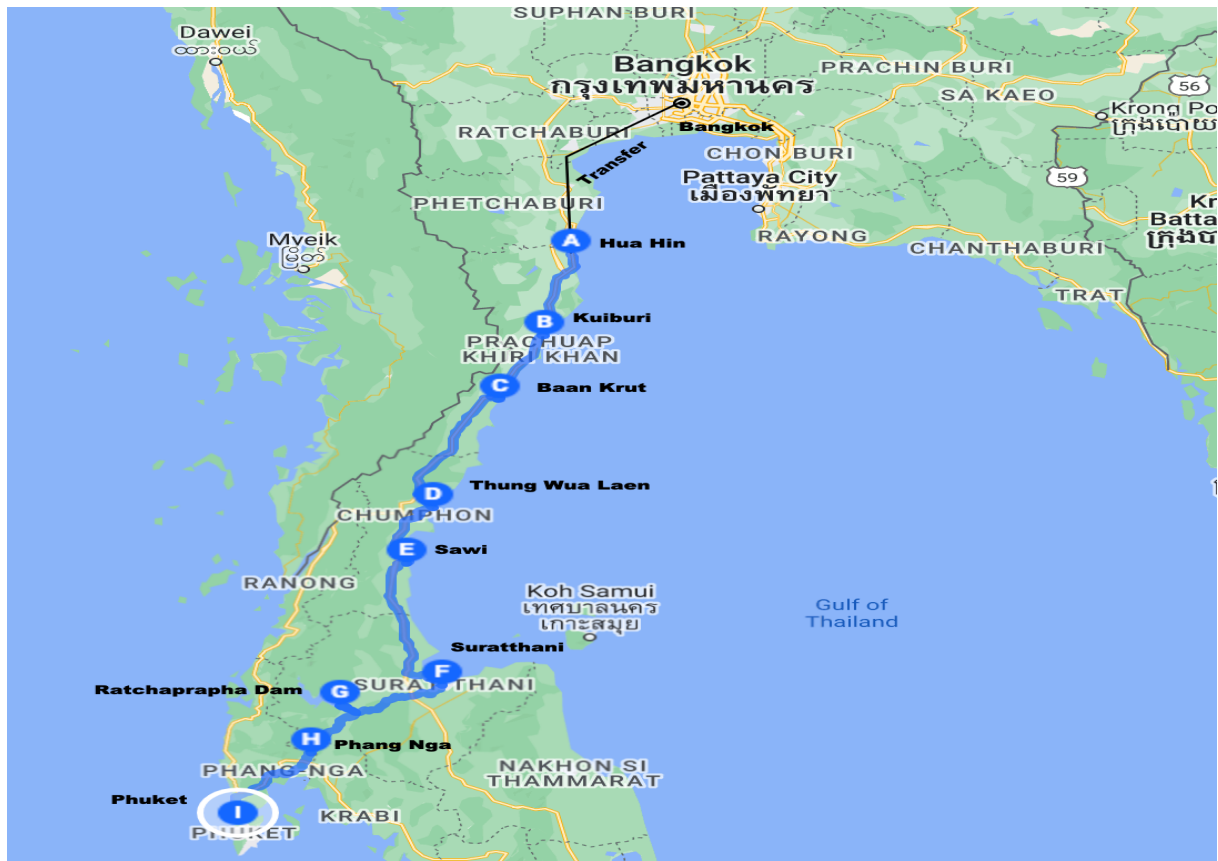 SUPHAN BURI
Dawei
ထားဝယ်
Bangkok
กรุงเทพมหานคร
PRACHIN BURI
SA KAEO
56
Krong Po
RATCHABURI
Bangkok
Transfer
CHON BURI
Pattaya City
เมืองพัทยา
59
PHETCHABURI
RAYONG
CHANTHABURI
Kr
Batta
TRAT
Myeik
မြိတ်
A
Hua Hin
B
Kuiburi
PRACHUAP
KHIRI KHAN
C
Baan Krut
D
Thung Wua Laen
CHUMPHON
E
Sawi
RANONG
Koh Samui
เทศบาลนคร
เกาะสมุย
Gulf of
Thailand
Suratthani
F
SURAT THANI
Ratchaprapha Dam
G
H
Phang Nga
PHANG-NGA
NAKHON SI
THAMMARAT
Phuket
I
PHUKET
KRABI